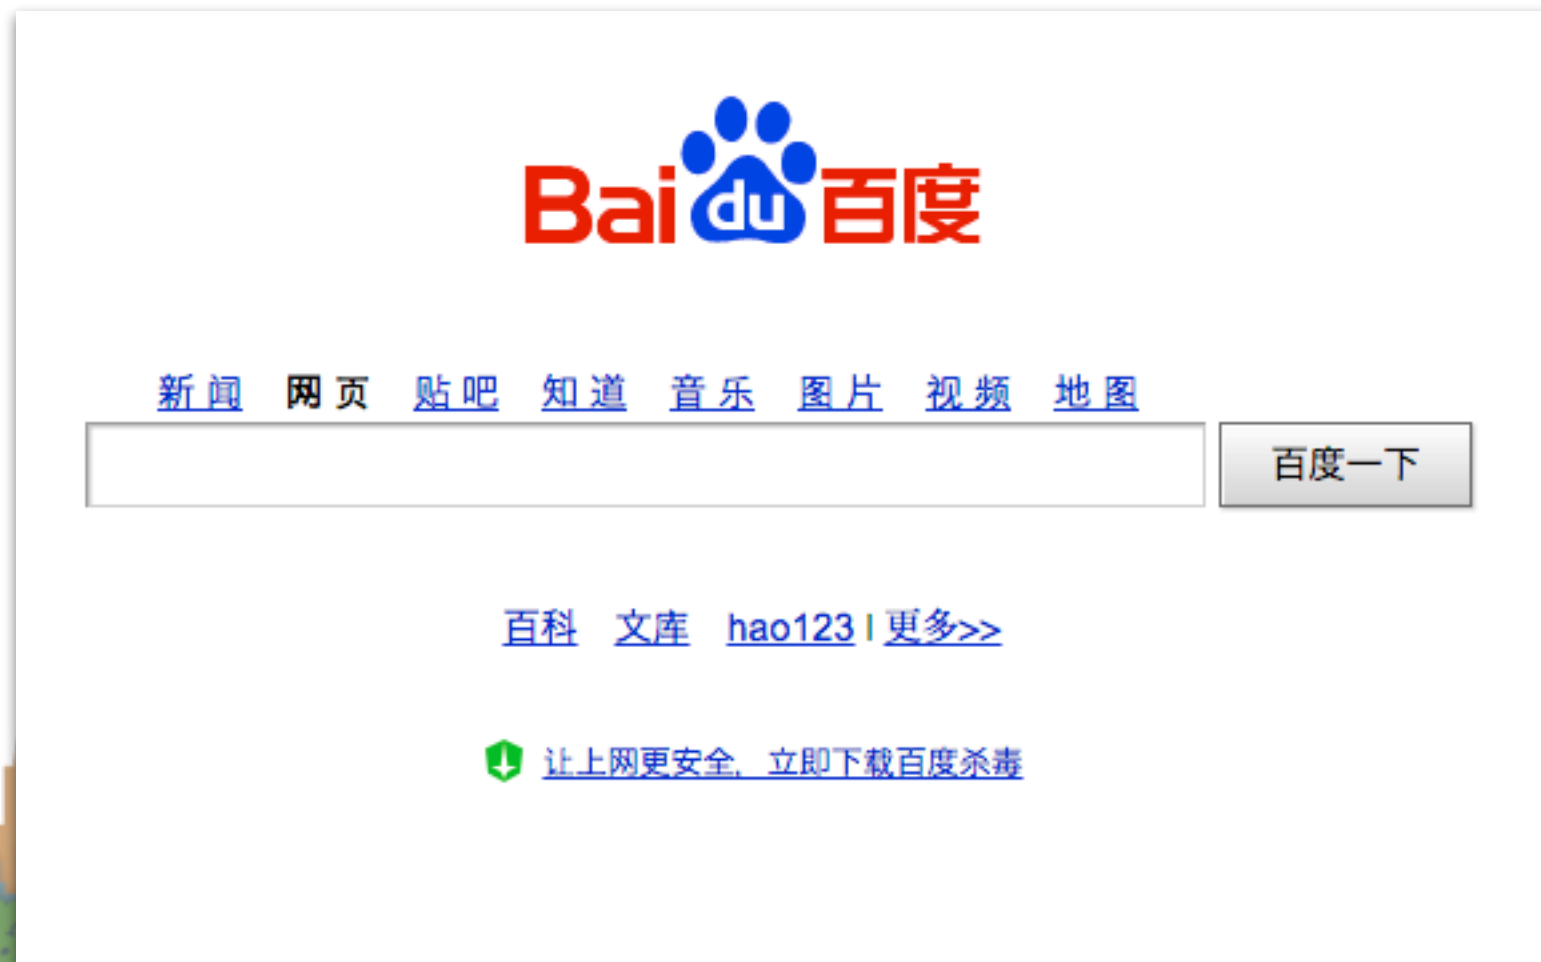 Bai du 百度
新闻 网页 贴吧 知道 音乐 图片 视频 地图
百度一下
百科 文库 hao123 | 更多>>
让上网更安全，立即下载百度杀毒